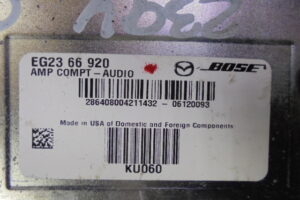 EG23 66 920
AMP COMPT-AUDIO
BOSE
286408004211432 - 06120093
Made in USA of Domestic and Foreign Components
KU060